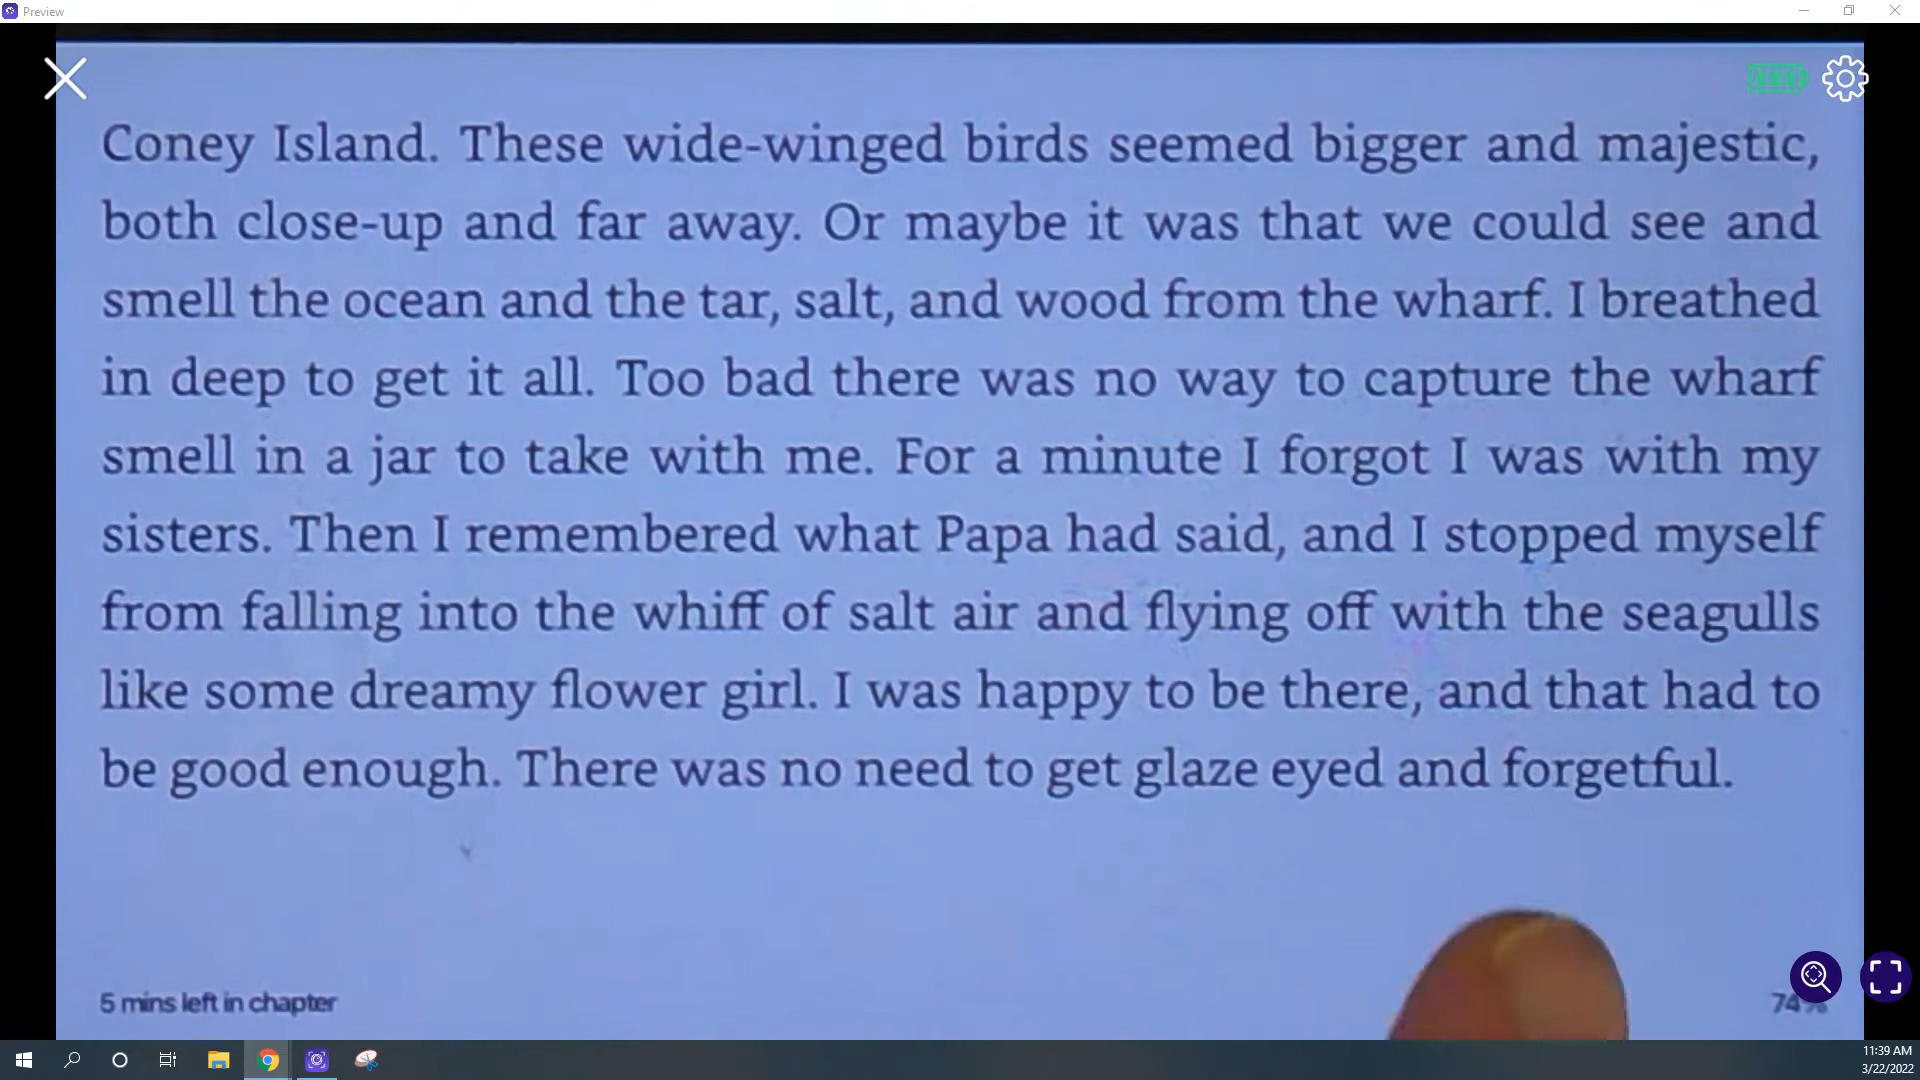 Preview
Coney Island. These wide-winged birds seemed bigger and majestic,
both close-up and far away. Or maybe it was that we could see and
smell the ocean and the tar, salt, and wood from the wharf. I breathed
in deep to get it all. Too bad there was no way to capture the wharf
smell in a jar to take with me. For a minute I forgot I was with my
sisters. Then I remembered what Papa had said, and I stopped myself
from falling into the whiff of salt air and flying off with the seagulls
like some dreamy flower girl. I was happy to be there, and that had to
be good enough. There was no need to get glaze eyed and forgetful.
5 mins left in chapter
74%
11:39 AM
3/22/2022